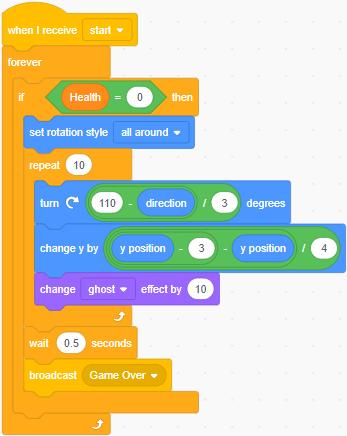 when I receive start
forever
if Health = 0 then
set rotation style all around
repeat 10
turn 110 - direction / 3 degrees
change y by y position - 3 - y position / 4
change ghost effect by 10
wait 0.5 seconds
broadcast Game Over